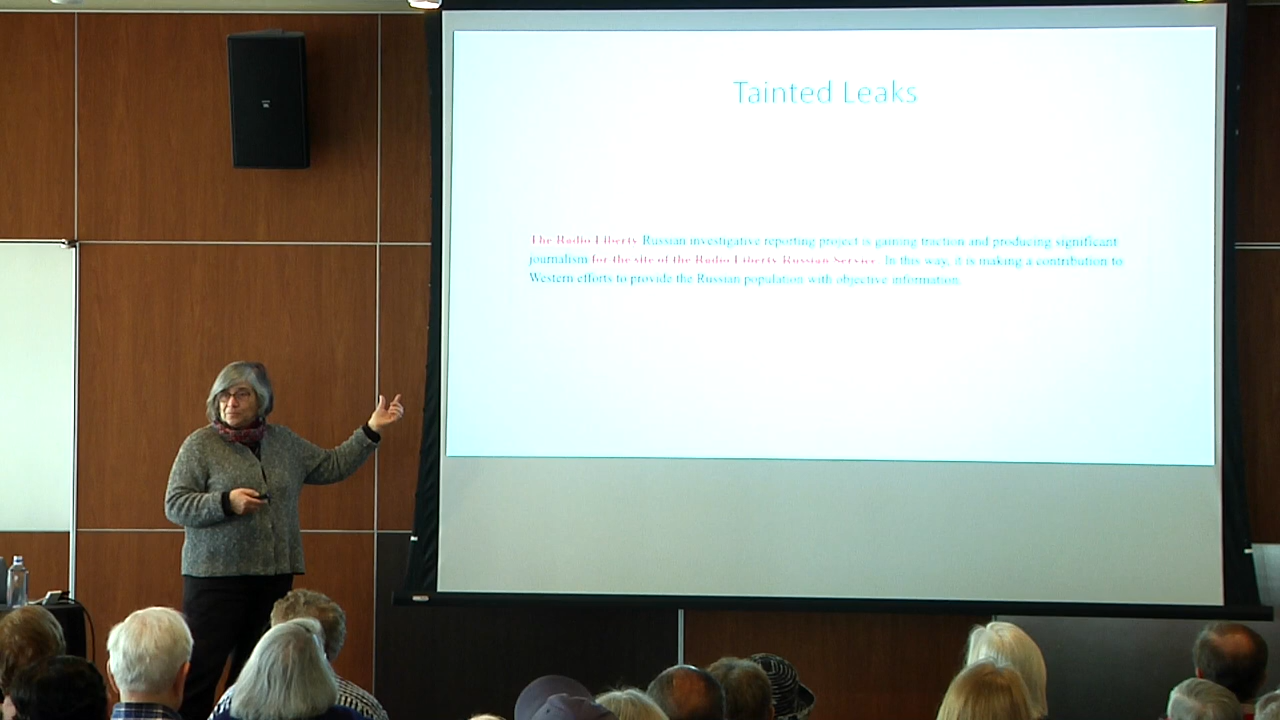 Tainted Leaks
The Radio Liberty Russian investigative reporting project is gaining traction and producing significant
journalism for the site of the Radio Liberty Russian Service. In this way, it is making a contribution to
Western efforts to provide the Russian population with objective information.